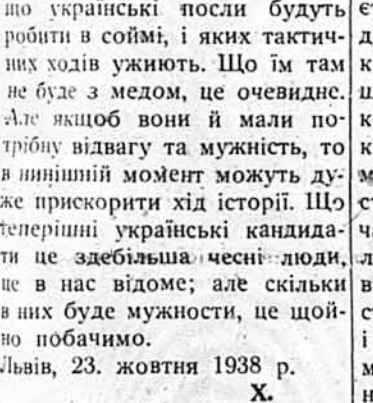 що українські посли будуть
робити в соймі, і яких тактич-
них ходів ужиють. Що їм там
не буде з медом, це очевидне.
Але якщоб вони й мали по-
трібну відвагу та мужність, то
в нинішній момент можуть ду-
же прискорити хід історії. Що
теперішні українські кандида-
ти це здебільша чесні люди,
це в нас відоме; але скільки
в них буде мужности, це щой-
но побачимо.
Львів, 23. жовтня 1938 р.
Х.